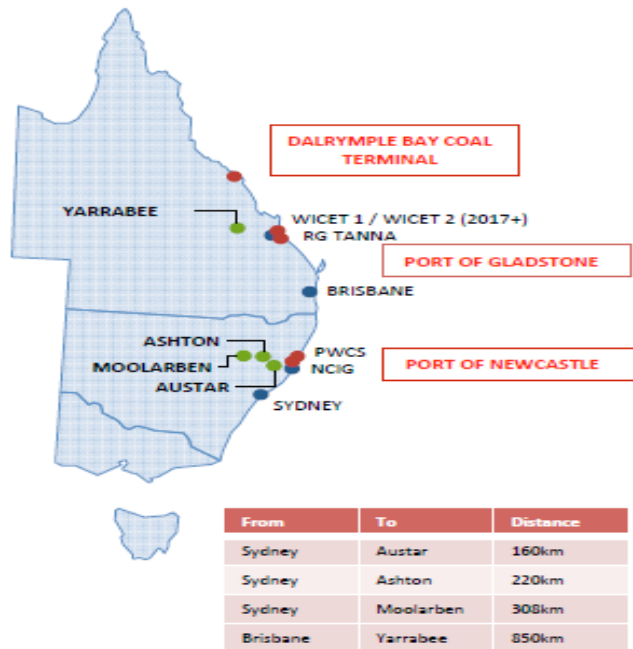 DALRYMPLE BAY COAL
TERMINAL
YARRABEE
WICET 1 / WICET 2 (2017+)
RG TANNA
PORT OF GLADSTONE
BRISBANE
ASHTON
MOOLARBEN
AUSTAR
PWCS
NCIG
PORT OF NEWCASTLE
SYDNEY
From To Distance
Sydney Austar 160km
Sydney Ashton 220km
Sydney Moolarben 308km
Brisbane Yarrabee 850km